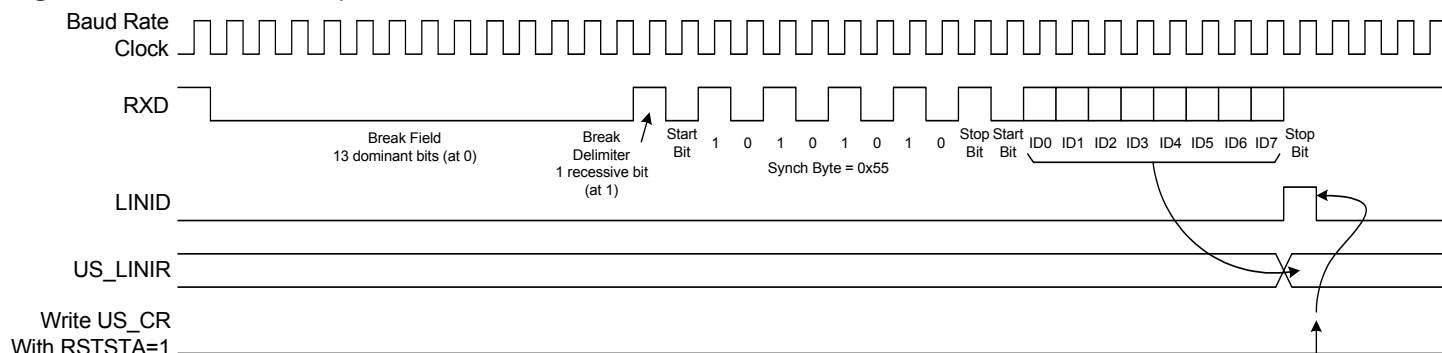 Baud Rate
Clock
RXD
Break Field
13 dominant bits (at 0)
Break
Delimiter
1 recessive bit
(at 1)
Start
Bit
1 0 1 0 1 0 1 0
Synch Byte = 0x55
Stop
Bit
Start
Bit
ID0 ID1 ID2 ID3 ID4 ID5 ID6 ID7
Stop
Bit
LINID
US_LINIR
Write US_CR
With RSTSTA=1